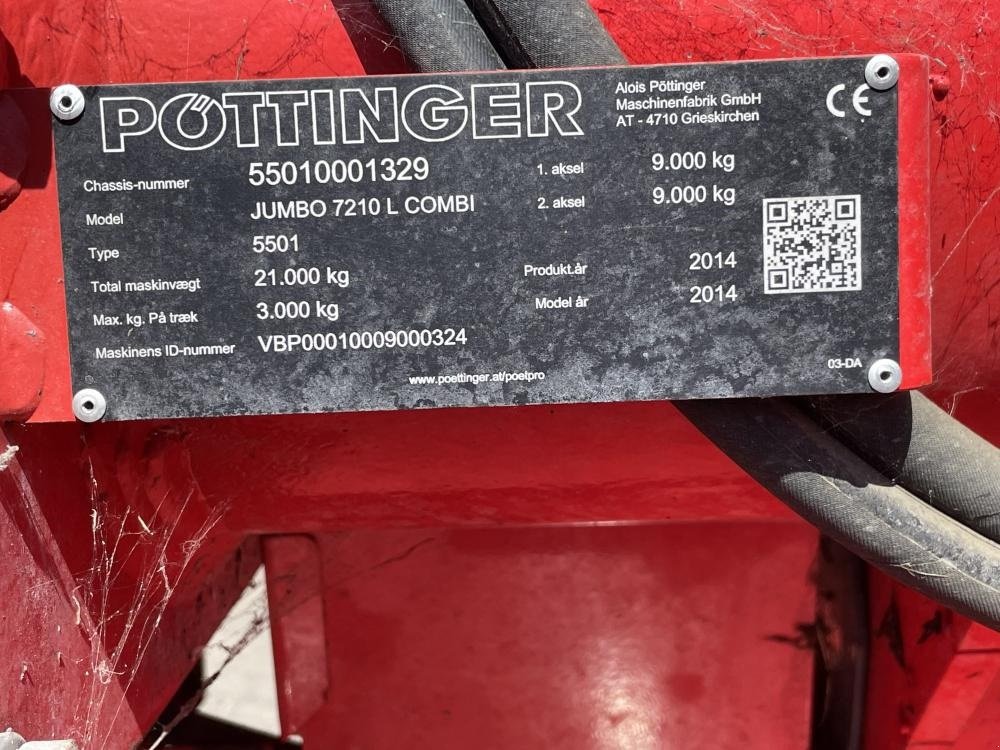 PÖTTINGER
Alois Pöttinger
Maschinenfabrik GmbH
AT - 4710 Grieskirchen
CE
Chassis-nummer 55010001329 1. aksel 9.000 kg
Model JUMBO 7210 L COMBI 2. aksel 9.000 kg
Type 5501
Total maskinvægt 21.000 kg Produkt.år 2014
Max. kg. På træk 3.000 kg Model år 2014
Maskinens ID-nummer VBP00010009000324
www.poettinger.at/poetpro
03-DA